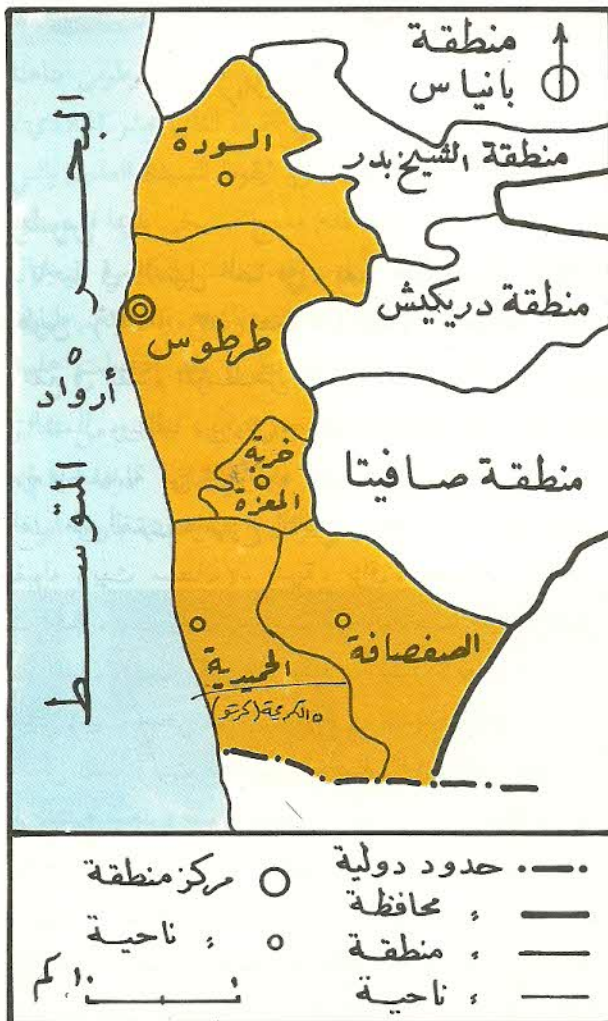 منطقة
بانياس
البحر
المتوسط
السودة
منطقة الشيخ بدر
منطقة دريكيش
طرطوس
أرواد
خربة
المعزة
منطقة صافيتا
الصفصافة
الحميدية
الكريمة (كرتو)
حدود دولية
مركز منطقة
〃 محافظة
〃 ناحية
〃 منطقة
〃 ناحية
١٠ كم